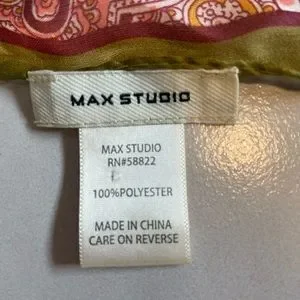 MAX STUDIO
MAX STUDIO
RN#58822
100%POLYESTER
MADE IN CHINA
CARE ON REVERSE